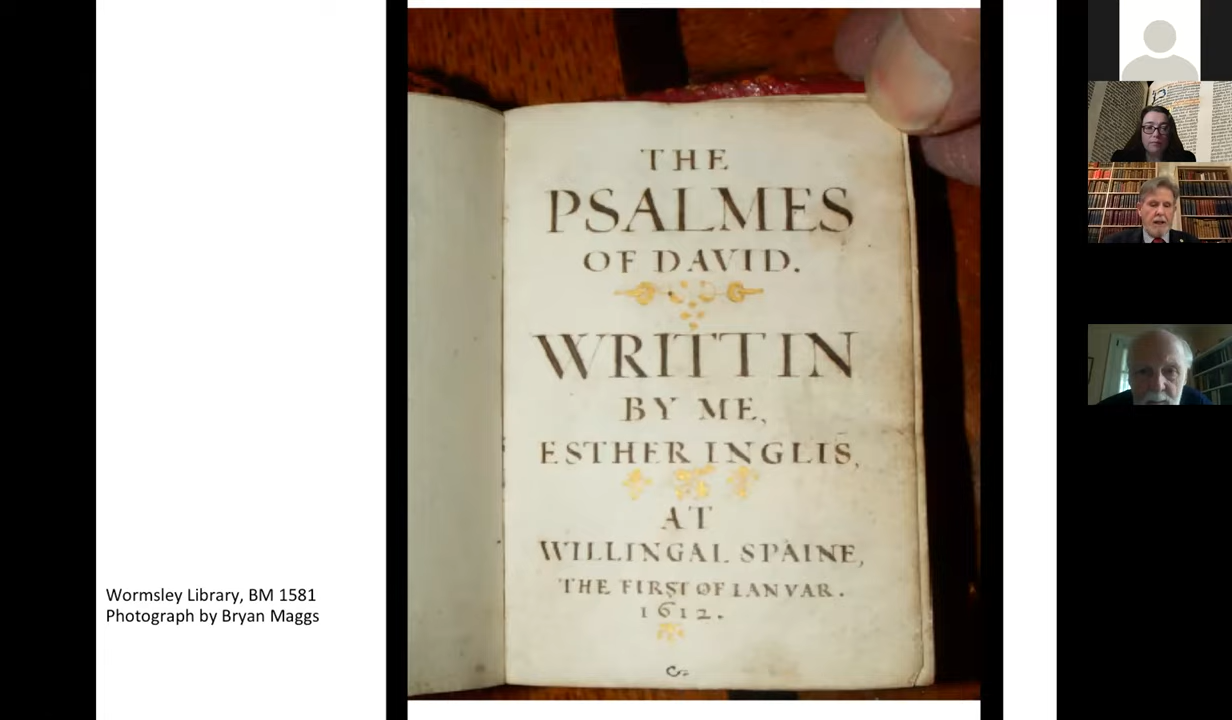 THE
PSALMES
OF DAVID.
WRITTIN
BY ME,
ESTHER INGLIS,
AT
WILLINGAL SPAINE,
THE FIRST OF IANVAR.
1612.
Wormsley Library, BM 1581
Photograph by Bryan Maggs